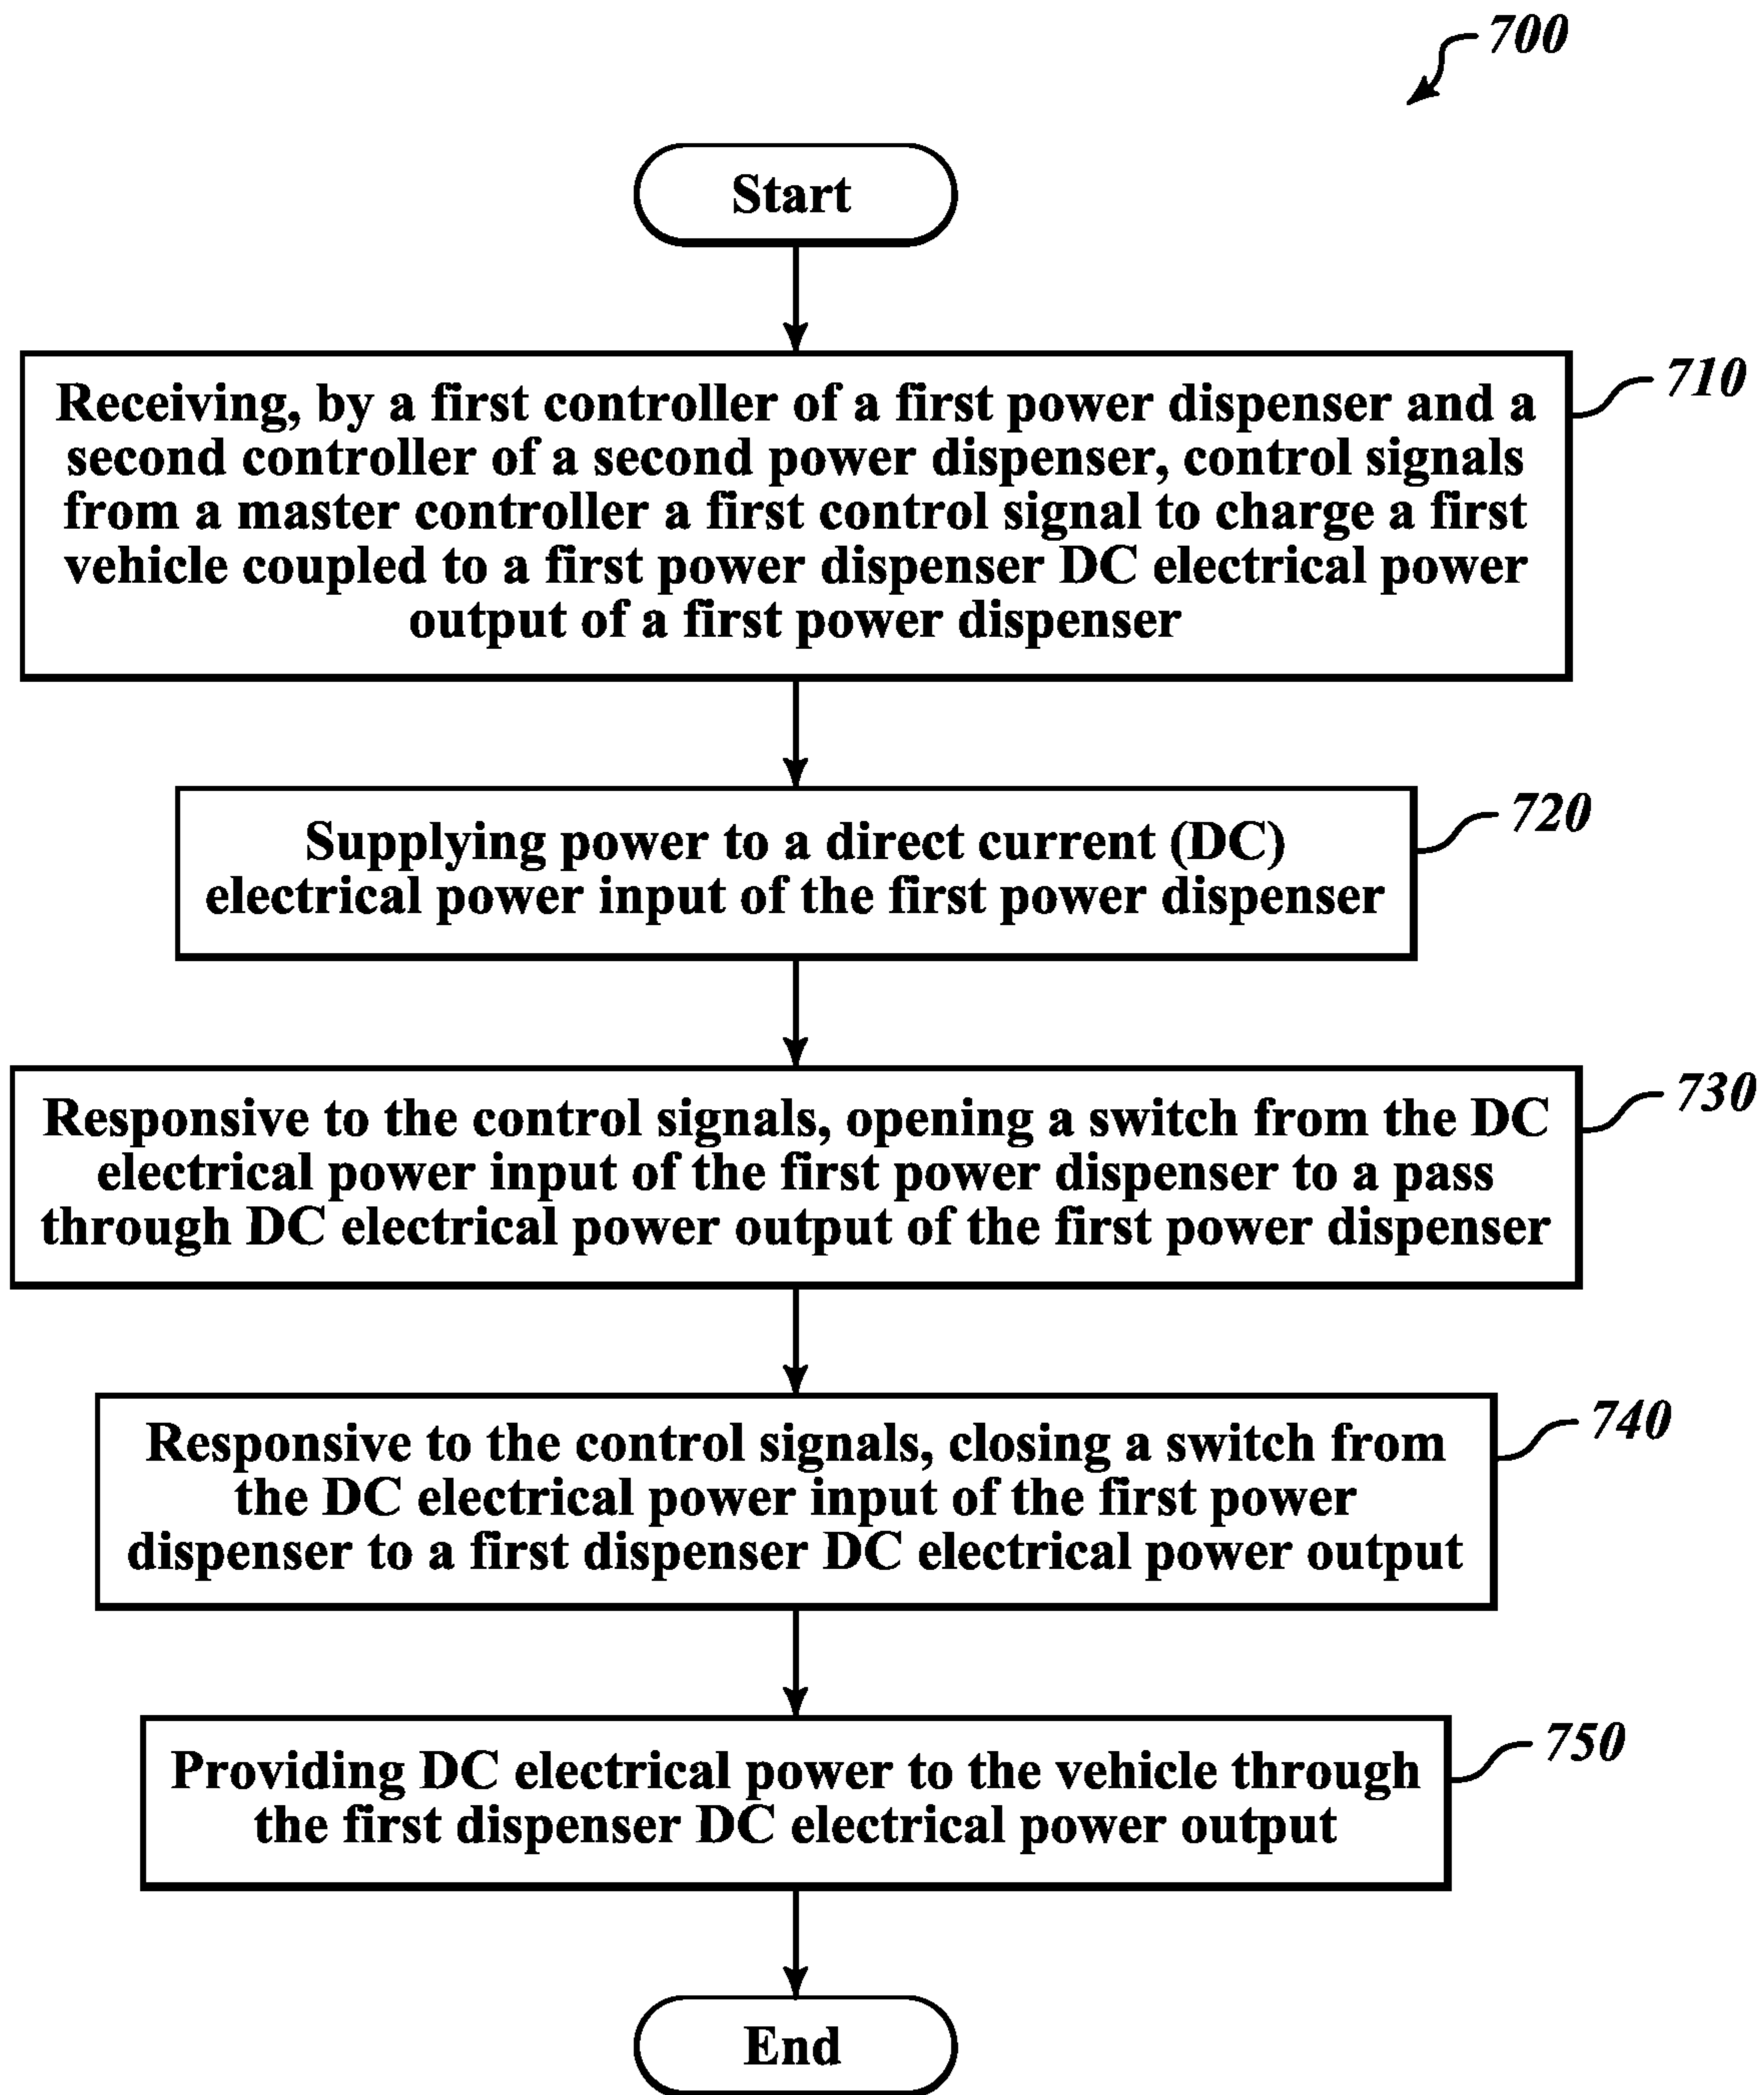 700
Start
710
Receiving, by a first controller of a first power dispenser and a
second controller of a second power dispenser, control signals
from a master controller a first control signal to charge a first
vehicle coupled to a first power dispenser DC electrical power
output of a first power dispenser
720
Supplying power to a direct current (DC)
electrical power input of the first power dispenser
730
Responsive to the control signals, opening a switch from the DC
electrical power input of the first power dispenser to a pass
through DC electrical power output of the first power dispenser
740
Responsive to the control signals, closing a switch from
the DC electrical power input of the first power
dispenser to a first dispenser DC electrical power output
750
Providing DC electrical power to the vehicle through
the first dispenser DC electrical power output
End